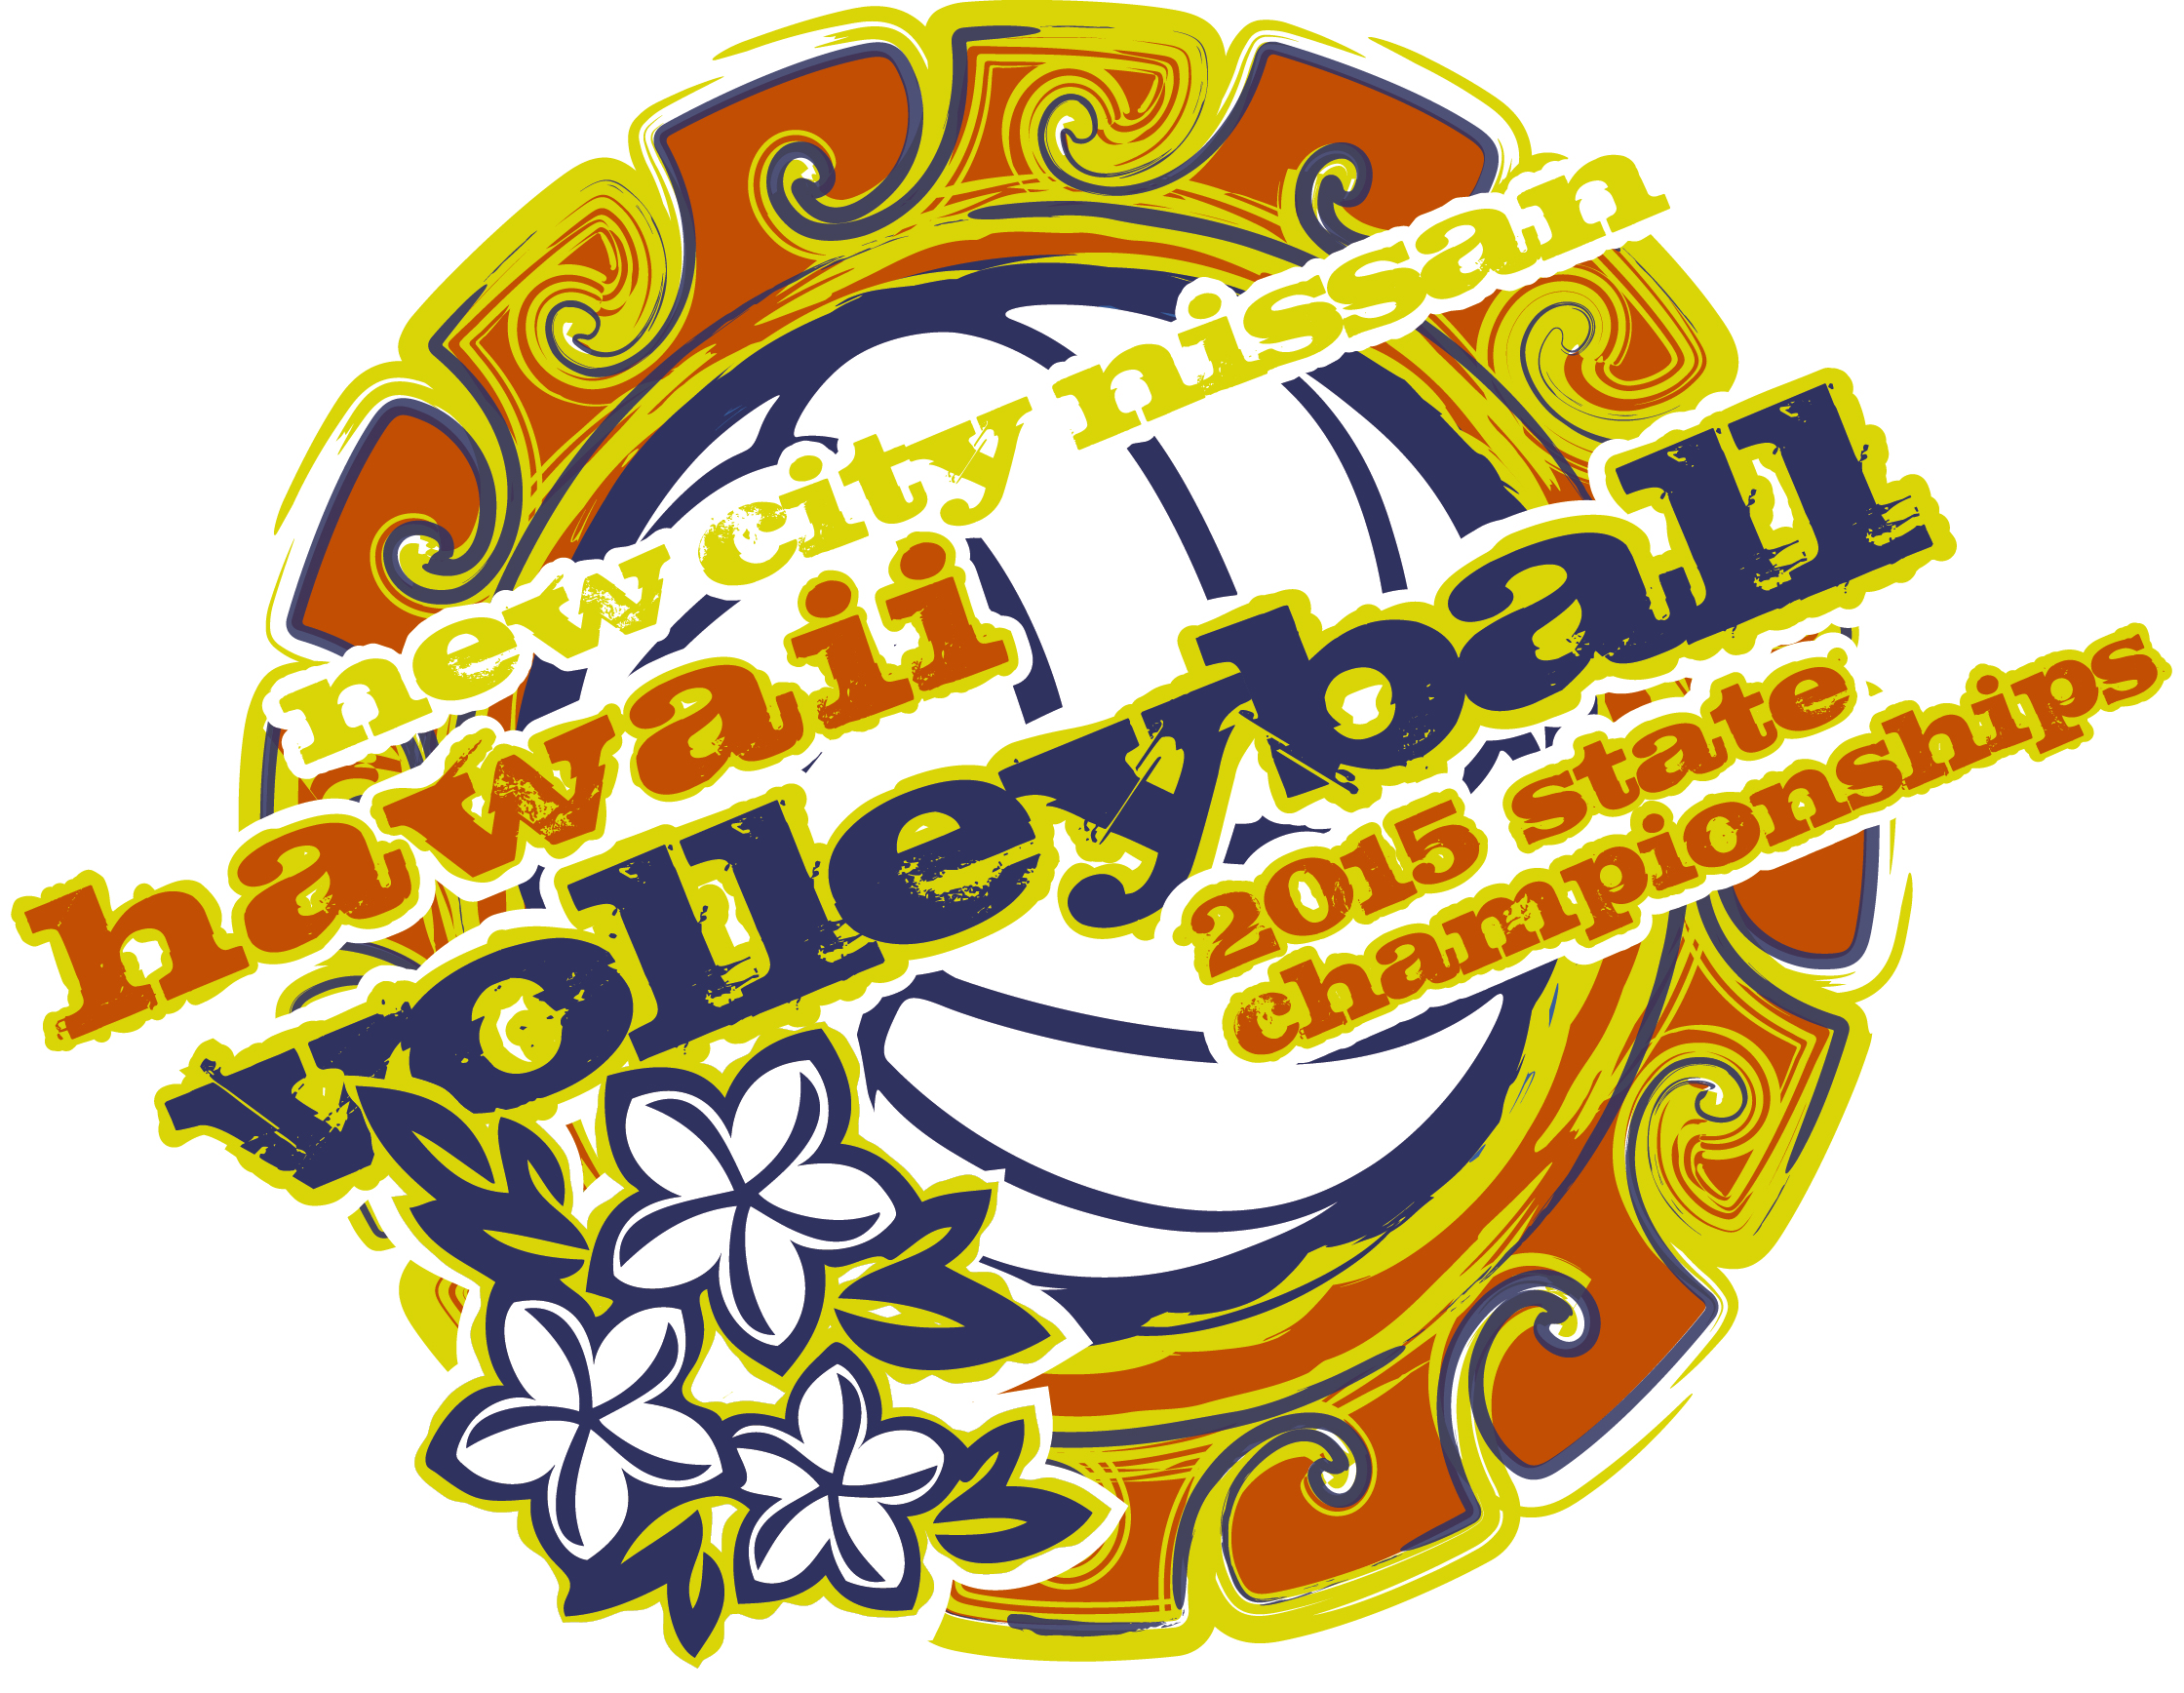 new city nissan
hawaii
volleyball
2015 state
championships